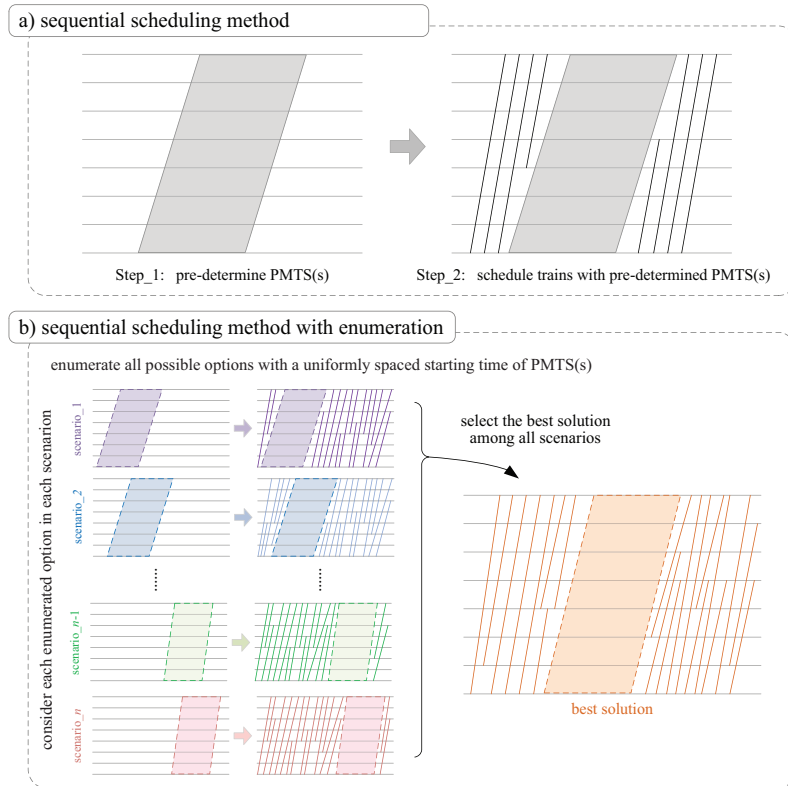 a) sequential scheduling method
Step_1: pre-determine PMTS(s)
Step_2: schedule trains with pre-determined PMTS(s)
b) sequential scheduling method with enumeration
enumerate all possible options with a uniformly spaced starting time of PMTS(s)
consider each enumerated option in each scenarion
scenario_1
scenario_2
scenario_n-1
scenario_n
select the best solution
among all scenarios
best solution